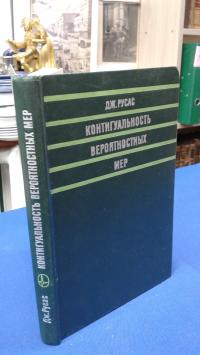 ДЖ. РУСАС
КОНТИГУАЛЬНОСТЬ
ВЕРОЯТНОСТНЫХ
МЕР
ДЖ. РУСАС КОНТИГУАЛЬНОСТЬ ВЕРОЯТНОСТНЫХ МЕР